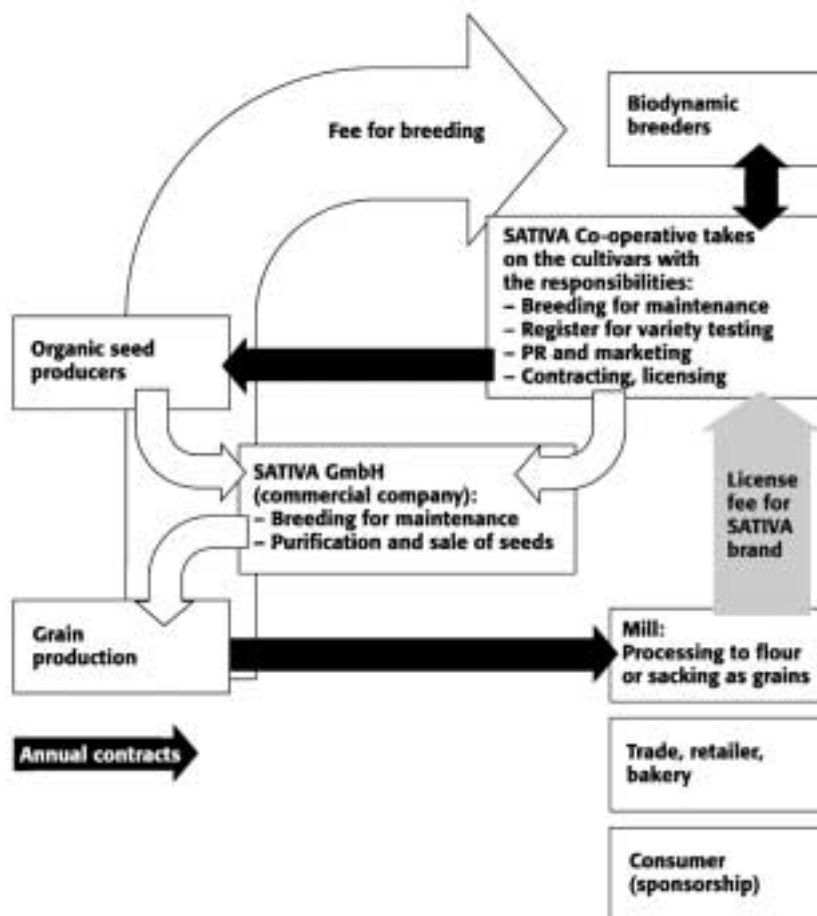 Fee for breeding
Biodynamic
breeders
SATIVA Co-operative takes
on the cultivars with
the responsibilities:
– Breeding for maintenance
– Register for variety testing
– PR and marketing
– Contracting, licensing
Organic seed
producers
SATIVA GmbH
(commercial company):
– Breeding for maintenance
– Purification and sale of seeds
License
fee for
SATIVA
brand
Grain
production
Mill:
Processing to flour
or sacking as grains
Annual contracts
Trade, retailer,
bakery
Consumer
(sponsorship)